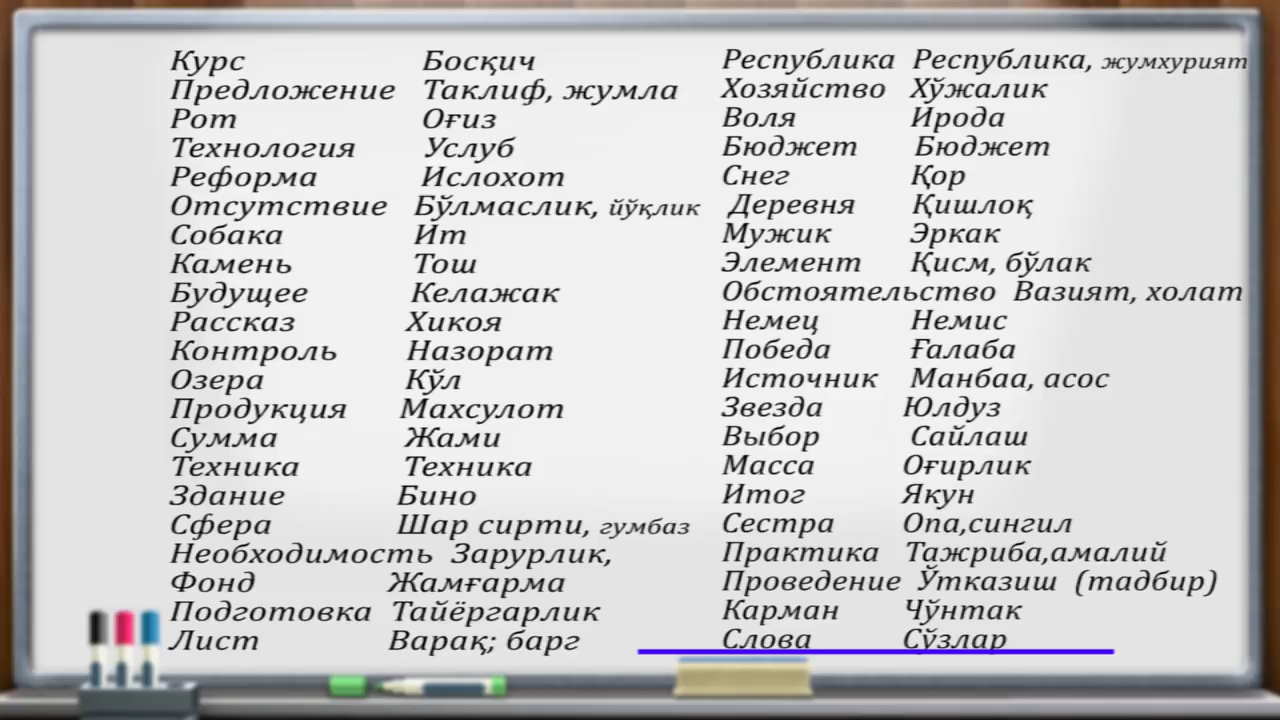 Курс Босқич
Предложение Таклиф, жумла
Рот Оғиз
Технология Услуб
Реформа Ислохот
Отсутствие Бўлмаслик, йўқлик
Собака Ит
Камень Тош
Будущее Келажак
Рассказ Хикоя
Контроль Назорат
Озера Кўл
Продукция Махсулот
Сумма Жами
Техника Техника
Здание Бино
Сфера Шар сирти, гумбаз
Необходимость Зарурлик,
Фонд Жамғарма
Подготовка Тайёргарлик
Лист Варақ; барг
Республика Республика, жумхурият
Хозяйство Хўжалик
Воля Ирода
Бюджет Бюджет
Снег Қор
Деревня Қишлоқ
Мужик Эркак
Элемент Қисм, бўлак
Обстоятельство Вазият, холат
Немец Немис
Победа Ғалаба
Источник Манбаа, асос
Звезда Юлдуз
Выбор Сайлаш
Масса Оғирлик
Итог Якун
Сестра Опа,сингил
Практика Тажриба,амалий
Проведение Ўтказиш (тадбир)
Карман Чўнтак
Слова Сўзлар